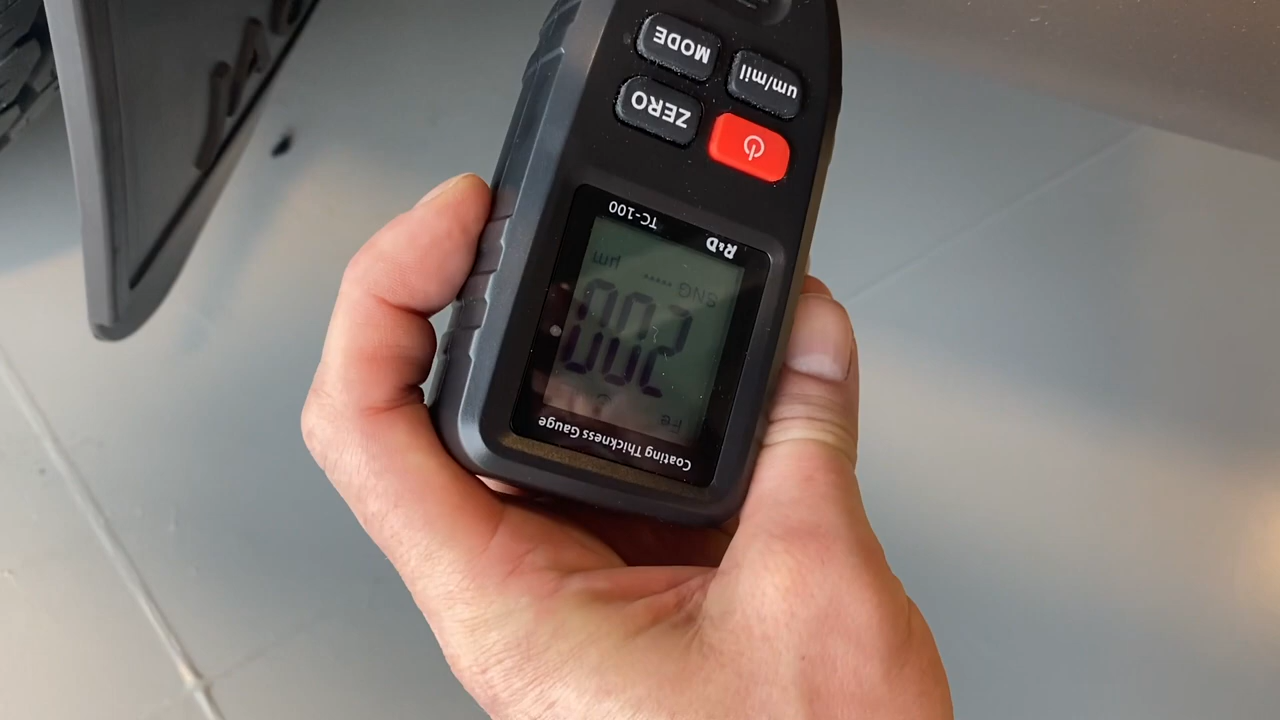 Coating Thickness Gauge
Fe
200
SNG ----- µm
R&D TC-100
ZERO
um/mil MODE